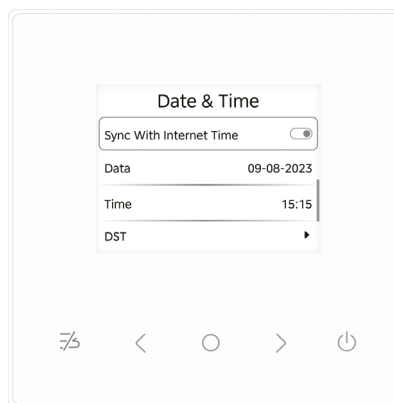 Date & Time
Sync With Internet Time
Data 09-08-2023
Time 15:15
DST